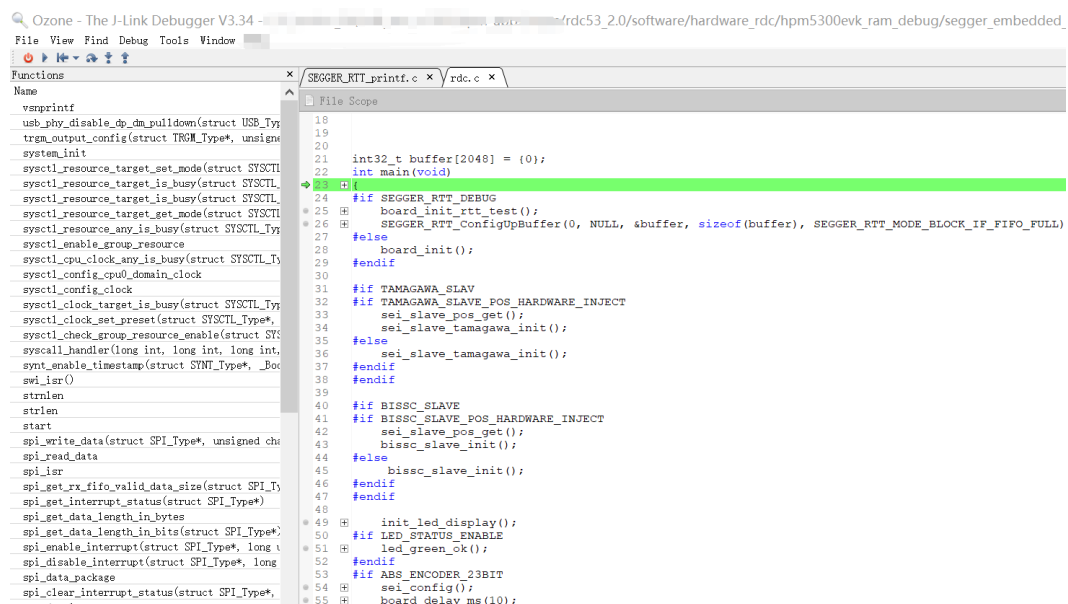 Ozone - The J-Link Debugger V3.34 -
/rdc53_2.0/software/hardware_rdc/hpm5300evk_ram_debug/segger_embedded_
File View Find Debug Tools Window
Functions
Name
vsnprintf
usb_phy_disable_dp_dm_pulldown(struct USB_Typ
trgm_output_config(struct TRGM_Type*, unsigne
system_init
sysctl_resource_target_set_mode(struct SYSCTL
sysctl_resource_target_is_busy(struct SYSCTL_
sysctl_resource_target_is_busy(struct SYSCTL_
sysctl_resource_target_get_mode(struct SYSCTL
sysctl_resource_any_is_busy(struct SYSCTL_Typ
sysctl_enable_group_resource
sysctl_cpu_clock_any_is_busy(struct SYSCTL_Ty
sysctl_config_cpu0_domain_clock
sysctl_config_clock
sysctl_clock_target_is_busy(struct SYSCTL_Typ
sysctl_clock_set_preset(struct SYSCTL_Type*,
sysctl_check_group_resource_enable(struct SYS
syscall_handler(long int, long int, long int,
synt_enable_timestamp(struct SYNT_Type*, _Boo
swi_isr()
strnlen
strlen
start
spi_write_data(struct SPI_Type*, unsigned cha
spi_read_data
spi_isr
spi_get_rx_fifo_valid_data_size(struct SPI_Ty
spi_get_interrupt_status(struct SPI_Type*)
spi_get_data_length_in_bytes
spi_get_data_length_in_bits(struct SPI_Type*)
spi_enable_interrupt(struct SPI_Type*, long u
spi_disable_interrupt(struct SPI_Type*, long
spi_data_package
spi_clear_interrupt_status(struct SPI_Type*,
SEGGER_RTT_printf.c
rdc.c
File Scope
18
19
20
21 int32_t buffer[2048] = {0};
22 int main(void)
23 {
24 #if SEGGER_RTT_DEBUG
25 board_init_rtt_test();
26 SEGGER_RTT_ConfigUpBuffer(0, NULL, &buffer, sizeof(buffer), SEGGER_RTT_MODE_BLOCK_IF_FIFO_FULL)
27 #else
28 board_init();
29 #endif
30
31 #if TAMAGAWA_SLAV
32 #if TAMAGAWA_SLAVE_POS_HARDWARE_INJECT
33 sei_slave_pos_get();
34 sei_slave_tamagawa_init();
35 #else
36 sei_slave_tamagawa_init();
37 #endif
38 #endif
39
40 #if BISSC_SLAVE
41 #if BISSC_SLAVE_POS_HARDWARE_INJECT
42 sei_slave_pos_get();
43 bissc_slave_init();
44 #else
45 bissc_slave_init();
46 #endif
47 #endif
48
49 init_led_display();
50 #if LED_STATUS_ENABLE
51 led_green_ok();
52 #endif
53 #if ABS_ENCODER_23BIT
54 sei_config();
55 board_delay_ms(10);